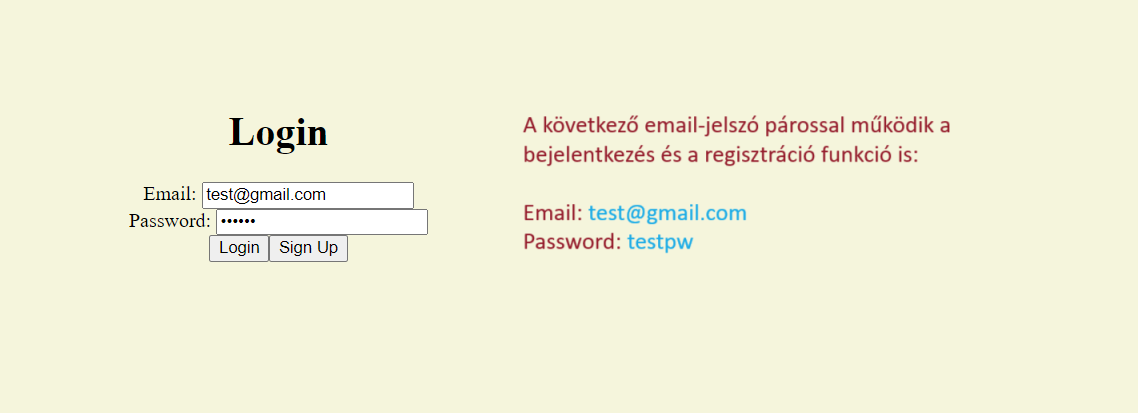 Login
Email: test@gmail.com
Password: ••••••
Login Sign Up
A következő email-jelszó párossal működik a
bejelentkezés és a regisztráció funkció is:
Email: test@gmail.com
Password: testpw